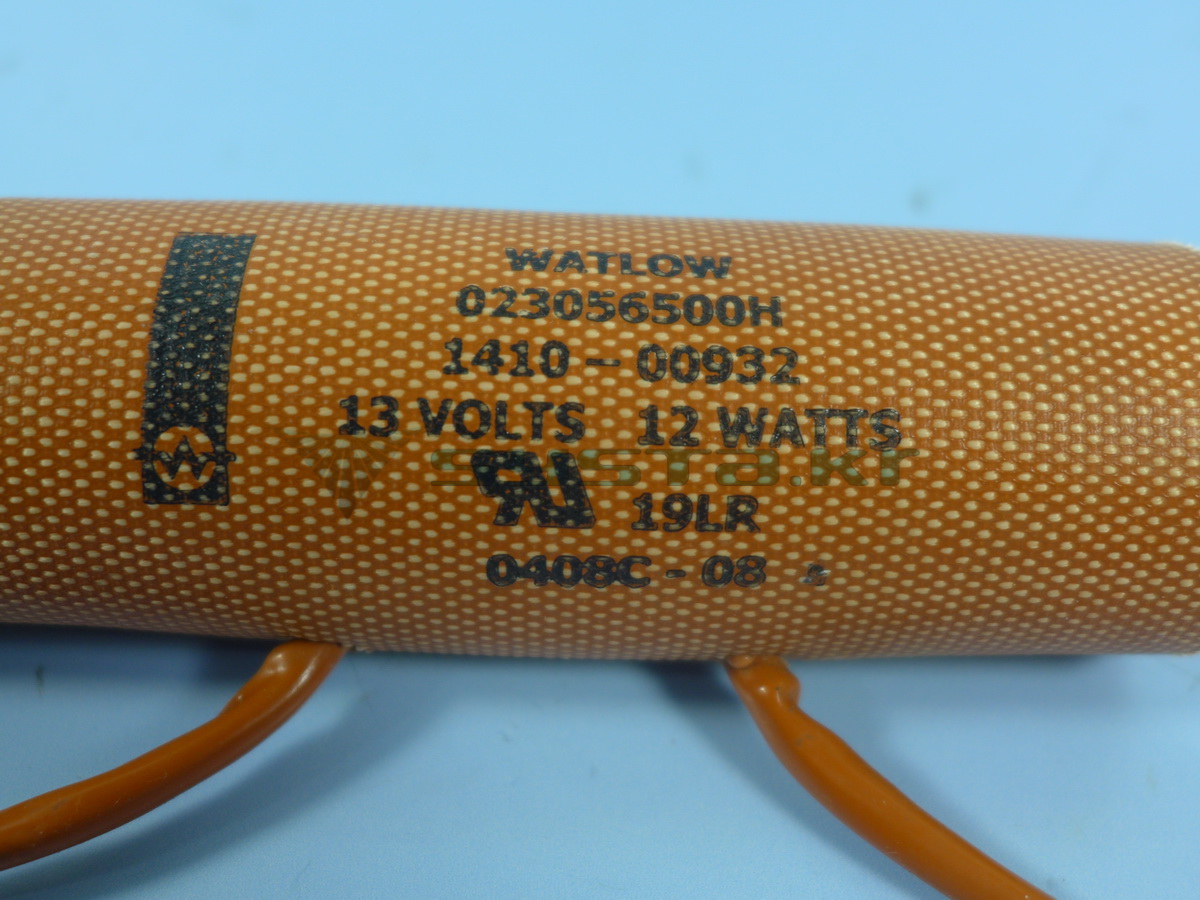 WATLOW
023056500H
1410 - 00932
13 VOLTS 12 WATTS
19LR
0408C - 08